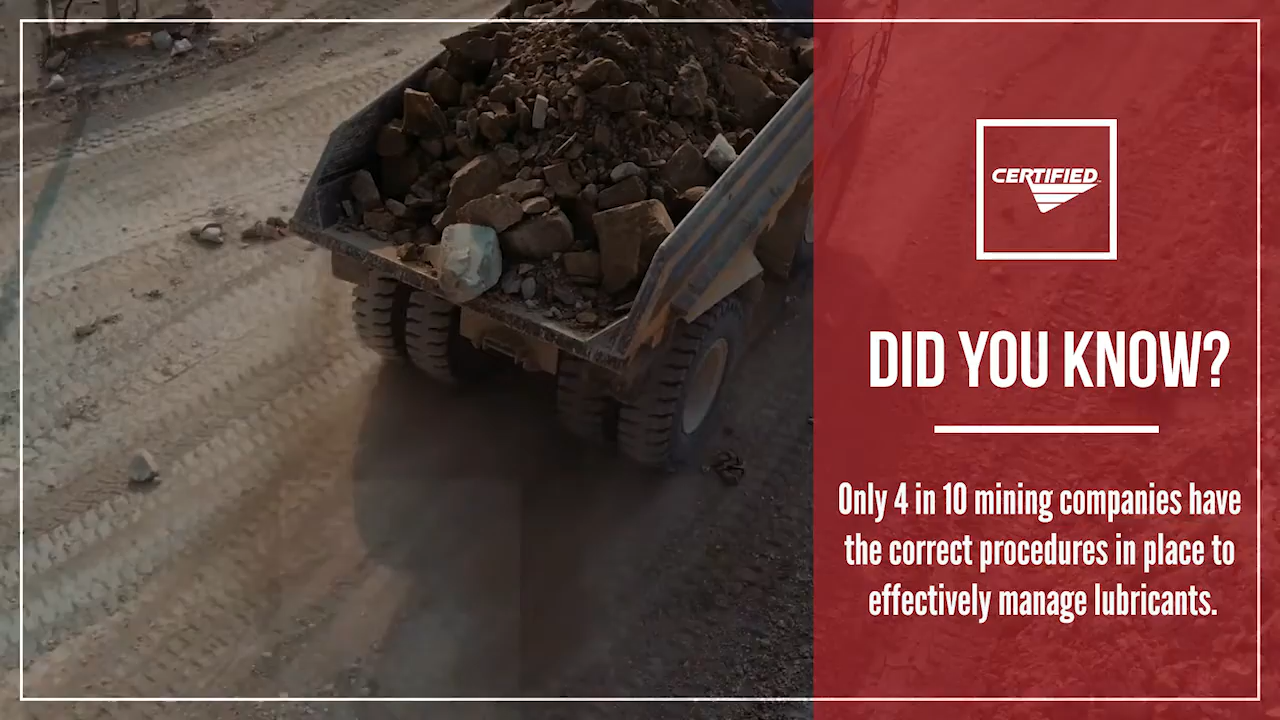 CERTIFIED
DID YOU KNOW?
Only 4 in 10 mining companies have
the correct procedures in place to
effectively manage lubricants.